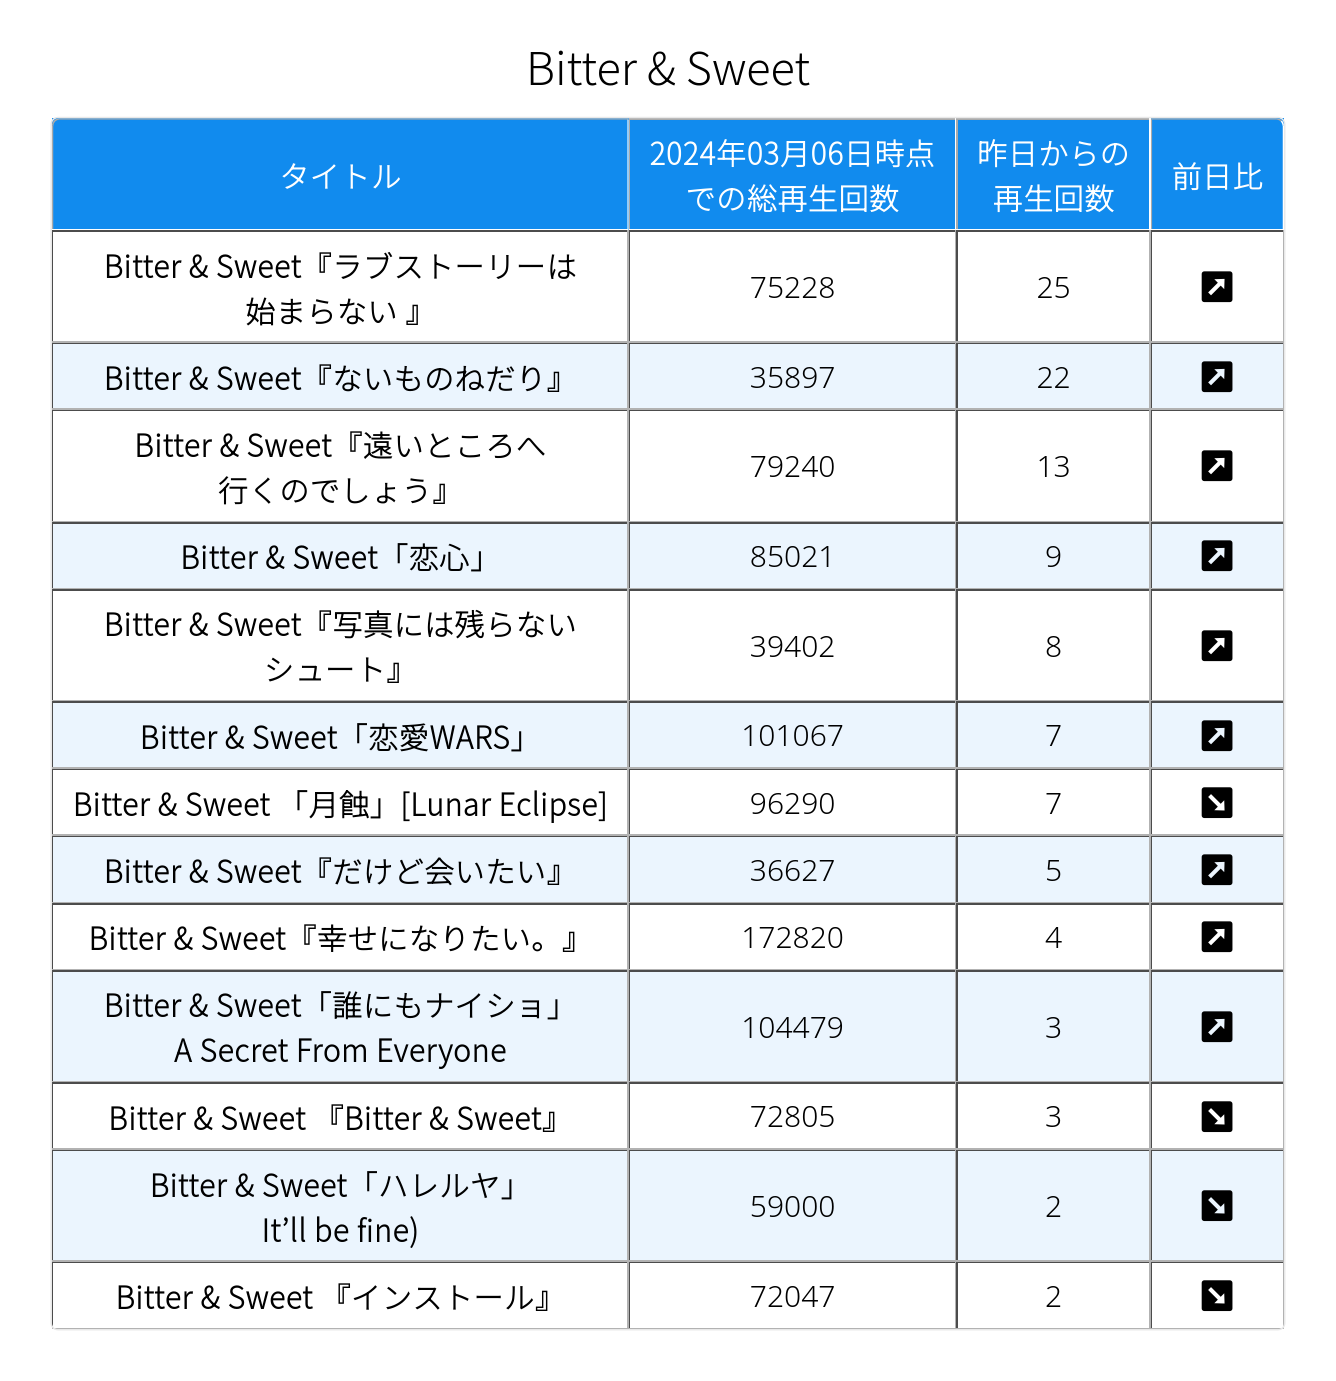 Bitter & Sweet
タイトル
2024年03月06日時点
での総再生回数
昨日からの
再生回数
前日比
Bitter & Sweet『ラブストーリーは
始まらない 』
75228
25
Bitter & Sweet『ないものねだり』
35897
22
Bitter & Sweet『遠いところへ
行くのでしょう』
79240
13
Bitter & Sweet「恋心」
85021
9
Bitter & Sweet『写真には残らない
シュート』
39402
8
Bitter & Sweet「恋愛WARS」
101067
7
Bitter & Sweet 「月蝕」[Lunar Eclipse]
96290
7
Bitter & Sweet『だけど会いたい』
36627
5
Bitter & Sweet『幸せになりたい。』
172820
4
Bitter & Sweet「誰にもナイショ」
A Secret From Everyone
104479
3
Bitter & Sweet 『Bitter & Sweet』
72805
3
Bitter & Sweet「ハレルヤ」
It’ll be fine)
59000
2
Bitter & Sweet 『インストール』
72047
2